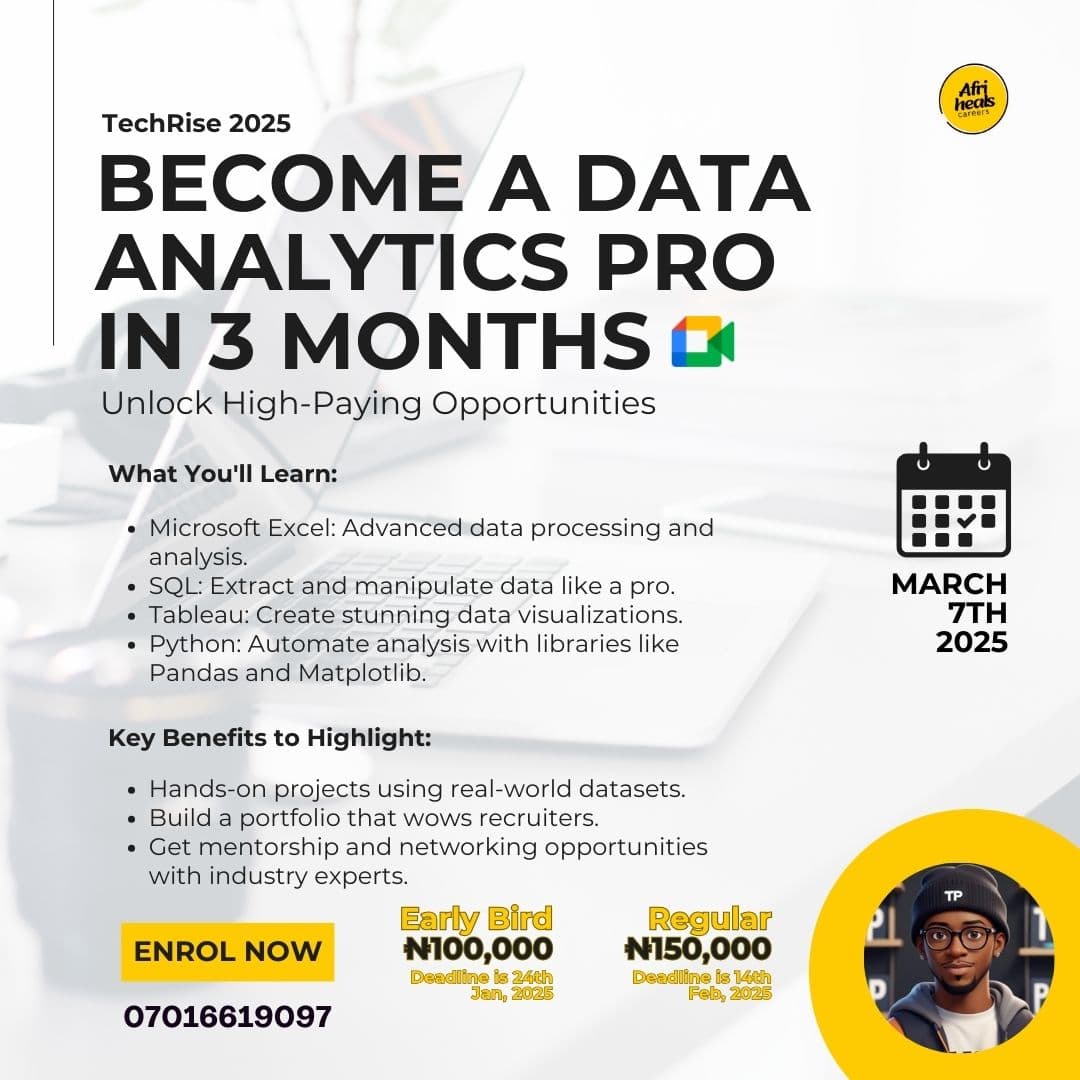 Afri
heals
careers
TechRise 2025
BECOME A DATA
ANALYTICS PRO
IN 3 MONTHS
Unlock High-Paying Opportunities
What You'll Learn:
• Microsoft Excel: Advanced data processing and
analysis.
• SQL: Extract and manipulate data like a pro.
• Tableau: Create stunning data visualizations.
• Python: Automate analysis with libraries like
Pandas and Matplotlib.
MARCH
7TH
2025
Key Benefits to Highlight:
• Hands-on projects using real-world datasets.
• Build a portfolio that wows recruiters.
• Get mentorship and networking opportunities
with industry experts.
ENROL NOW
07016619097
Early Bird
₦100,000
Deadline is 24th
Jan, 2025
Regular
₦150,000
Deadline is 14th
Feb, 2025
TP